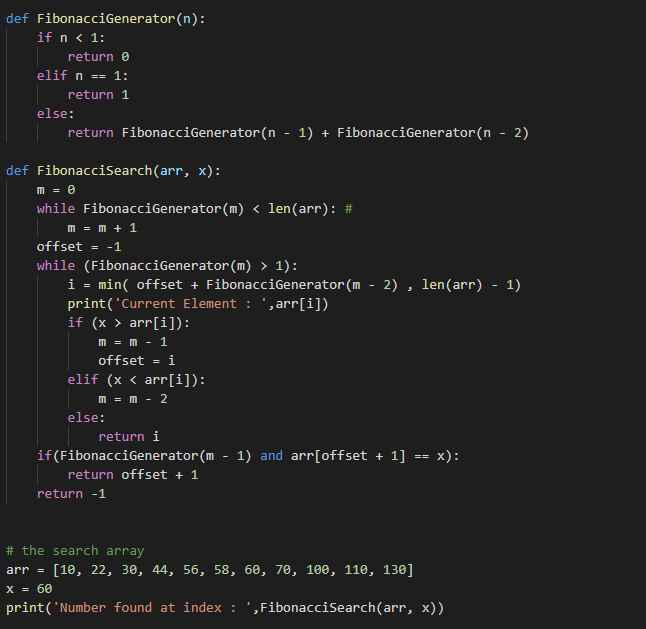 def FibonacciGenerator(n):
    if n < 1:
        return 0
    elif n == 1:
        return 1
    else:
        return FibonacciGenerator(n - 1) + FibonacciGenerator(n - 2)

def FibonacciSearch(arr, x):
    m = 0
    while FibonacciGenerator(m) < len(arr): #
        m = m + 1
    offset = -1
    while (FibonacciGenerator(m) > 1):
        i = min( offset + FibonacciGenerator(m - 2) , len(arr) - 1)
        print('Current Element : ',arr[i])
        if (x > arr[i]):
            m = m - 1
            offset = i
        elif (x < arr[i]):
            m = m - 2
        else:
            return i
    if(FibonacciGenerator(m - 1) and arr[offset + 1] == x):
        return offset + 1
    return -1

# the search array
arr = [10, 22, 30, 44, 56, 58, 60, 70, 100, 110, 130]
x = 60
print('Number found at index : ',FibonacciSearch(arr, x))